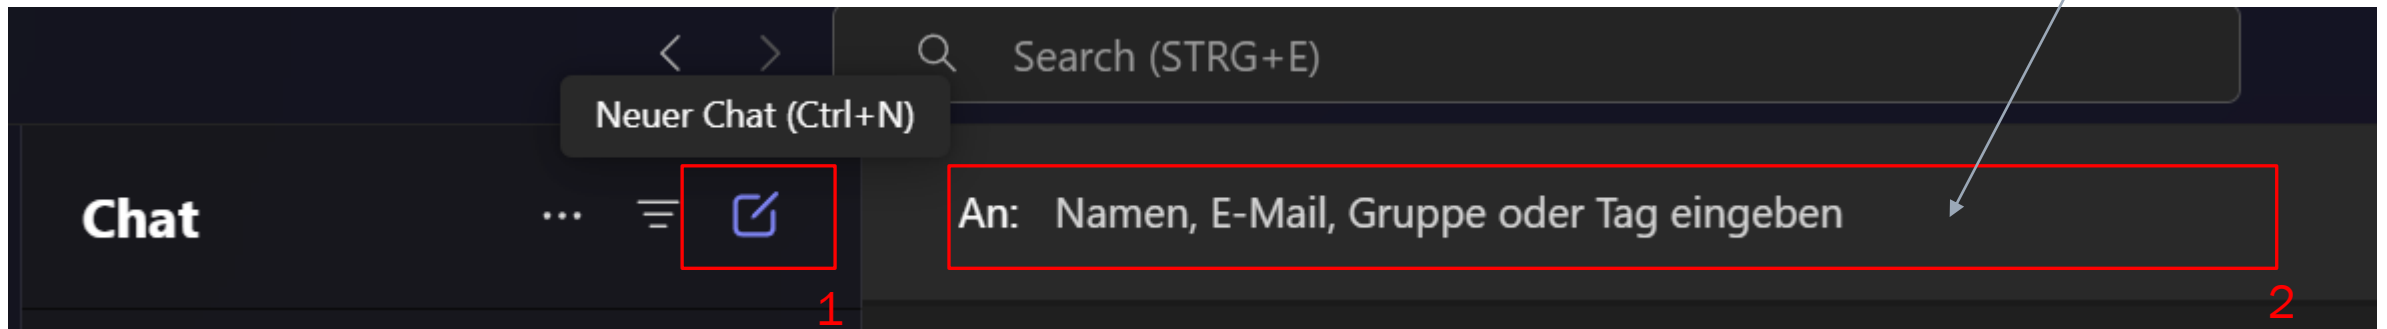 Search (STRG+E)
Neuer Chat (Ctrl+N)
Chat
An: Namen, E-Mail, Gruppe oder Tag eingeben
1
2